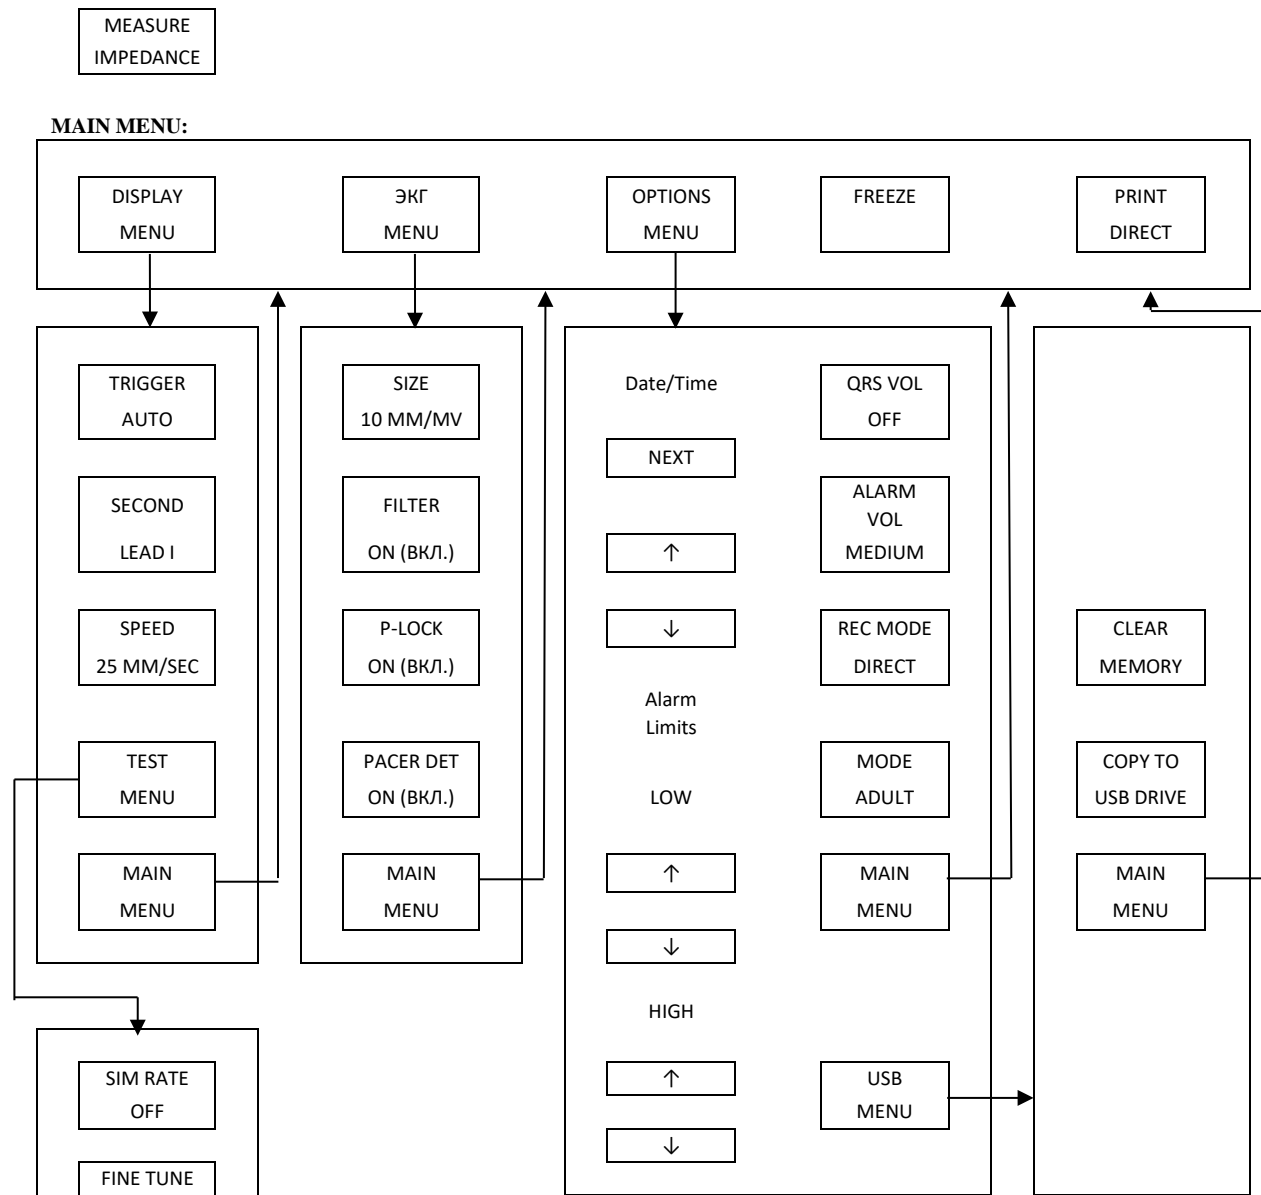 MEASURE
IMPEDANCE
MAIN MENU:
DISPLAY
MENU
ЭКГ
MENU
OPTIONS
MENU
FREEZE
PRINT
DIRECT
TRIGGER
AUTO
SECOND
LEAD I
SPEED
25 MM/SEC
TEST
MENU
MAIN
MENU
SIZE
10 MM/MV
FILTER
ON (ВКЛ.)
P-LOCK
ON (ВКЛ.)
PACER DET
ON (ВКЛ.)
MAIN
MENU
Date/Time
NEXT
↑
↓
Alarm
Limits
LOW
↑
↓
HIGH
↑
↓
QRS VOL
OFF
ALARM
VOL
MEDIUM
REC MODE
DIRECT
MODE
ADULT
MAIN
MENU
USB
MENU
CLEAR
MEMORY
COPY TO
USB DRIVE
MAIN
MENU
SIM RATE
OFF
FINE TUNE